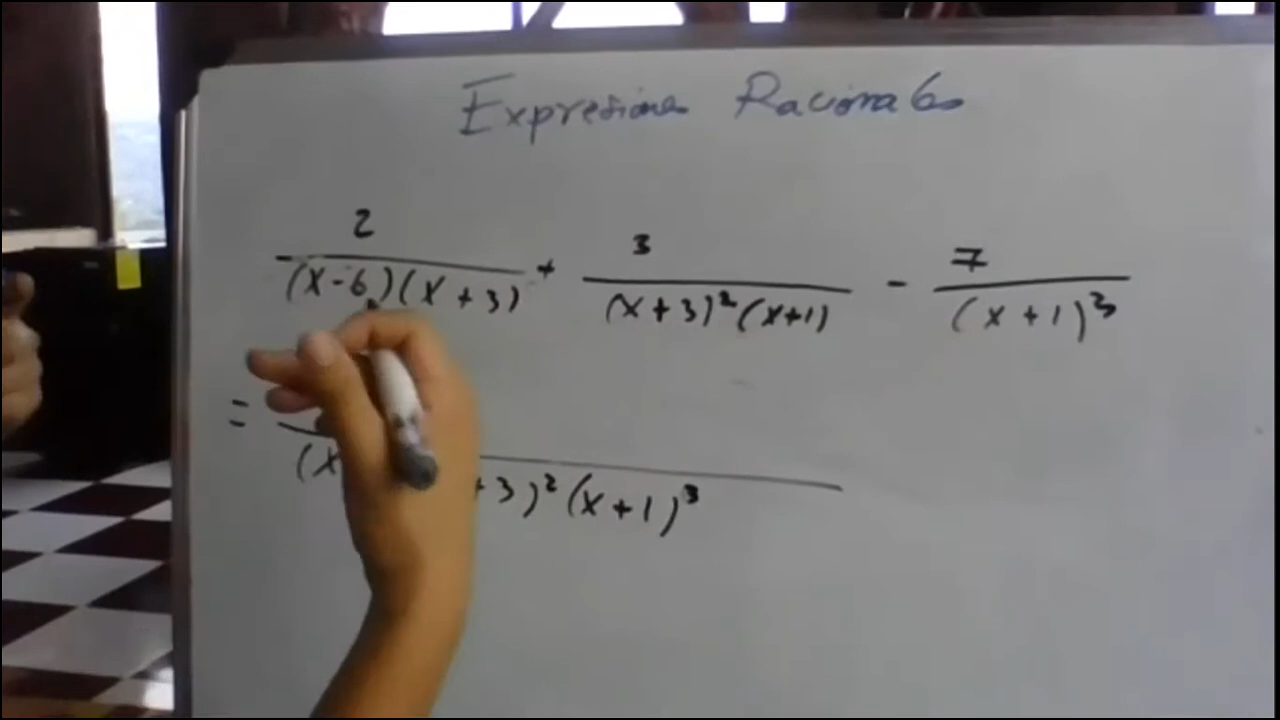 Expresiones Racionales
2/((x-6)(x+3)) + 3/((x+3)²(x+1)) - 7/(x+1)³
= /(x +3)²(x+1)³